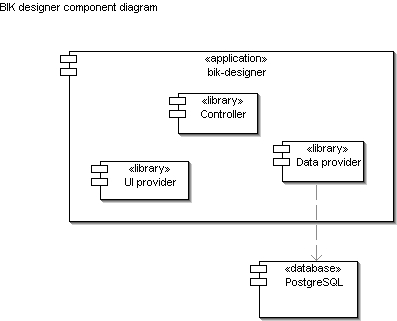 BIK designer component diagram
«application»
bik-designer
«library»
Controller
«library»
Data provider
«library»
UI provider
«database»
PostgreSQL